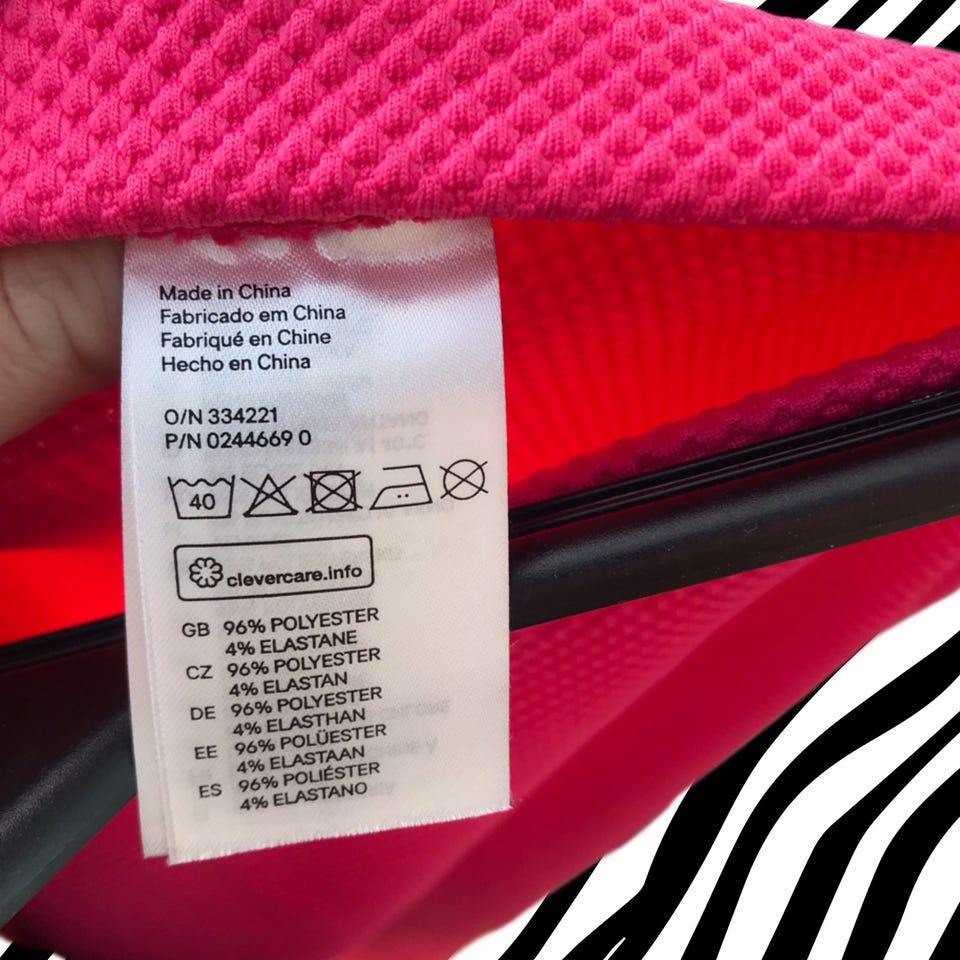 Made in China
Fabricado em China
Fabriqué en Chine
Hecho en China
O/N 334221
P/N 0244669 0
40
clevercare.info
GB 96% POLYESTER
4% ELASTANE
CZ 96% POLYESTER
4% ELASTAN
DE 96% POLYESTER
4% ELASTHAN
EE 96% POLÜESTER
4% ELASTAAN
ES 96% POLIÉSTER
4% ELASTANO